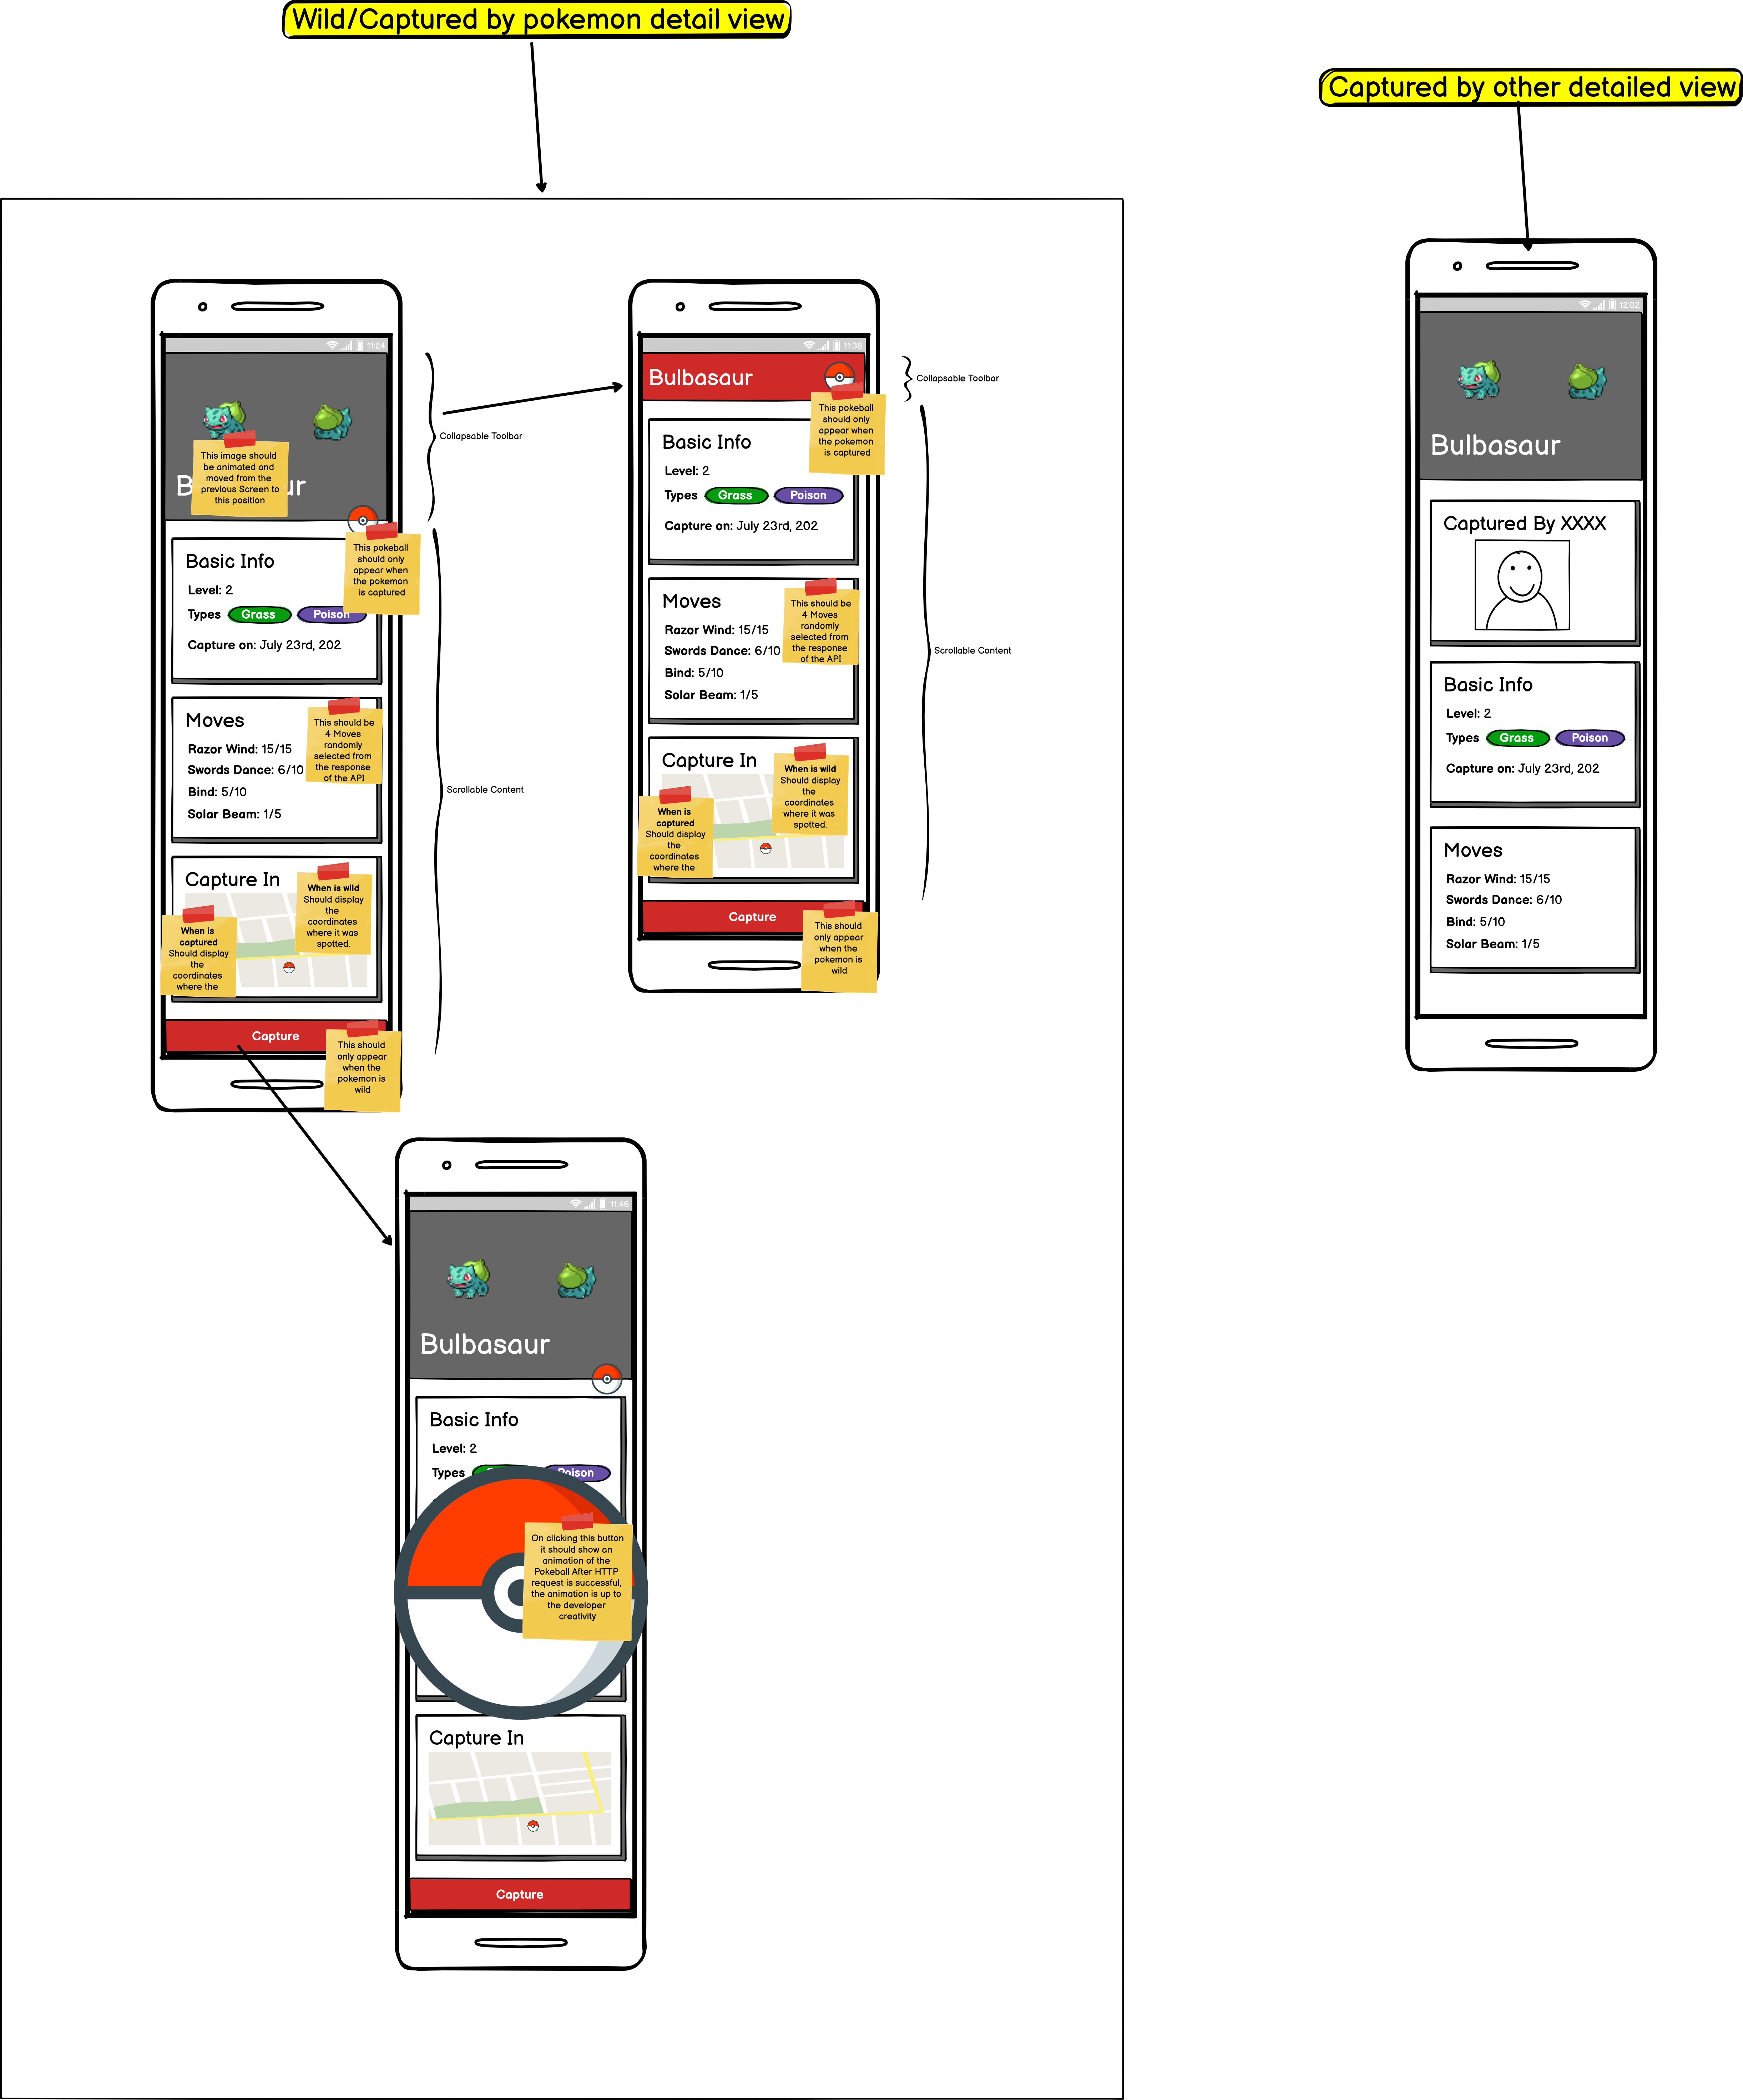 Wild/Captured by pokemon detail view
Captured by other detailed view
11:24
This image should
be animated and
moved from the
previous Screen to
this position
B ur
Collapsable Toolbar
This pokeball
should only
appear when
the pokemon
is captured
Basic Info
Level: 2
Types Grass Poison
Capture on: July 23rd, 202
Moves
Razor Wind: 15/15
Swords Dance: 6/10
Bind: 5/10
Solar Beam: 1/5
This should be
4 Moves
randomly
selected from
the response
of the API
Scrollable Content
Capture In
When is wild
Should display
the
coordinates
where it was
spotted.
When is
captured
Should display
the
coordinates
where the
Capture
This should
only appear
when the
pokemon is
wild
11:38
Bulbasaur
Collapsable Toolbar
This pokeball
should only
appear when
the pokemon
is captured
Basic Info
Level: 2
Types Grass Poison
Capture on: July 23rd, 202
Moves
Razor Wind: 15/15
Swords Dance: 6/10
Bind: 5/10
Solar Beam: 1/5
This should be
4 Moves
randomly
selected from
the response
of the API
Scrollable Content
Capture In
When is wild
Should display
the
coordinates
where it was
spotted.
When is
captured
Should display
the
coordinates
where the
Capture
This should
only appear
when the
pokemon is
wild
11:46
Bulbasaur
Basic Info
Level: 2
Types Poison
On clicking this button
it should show an
animation of the
Pokeball After HTTP
request is successful,
the animation is up to
the developer
creativity
Capture In
Capture
12:02
Bulbasaur
Captured By XXXX
Basic Info
Level: 2
Types Grass Poison
Capture on: July 23rd, 202
Moves
Razor Wind: 15/15
Swords Dance: 6/10
Bind: 5/10
Solar Beam: 1/5